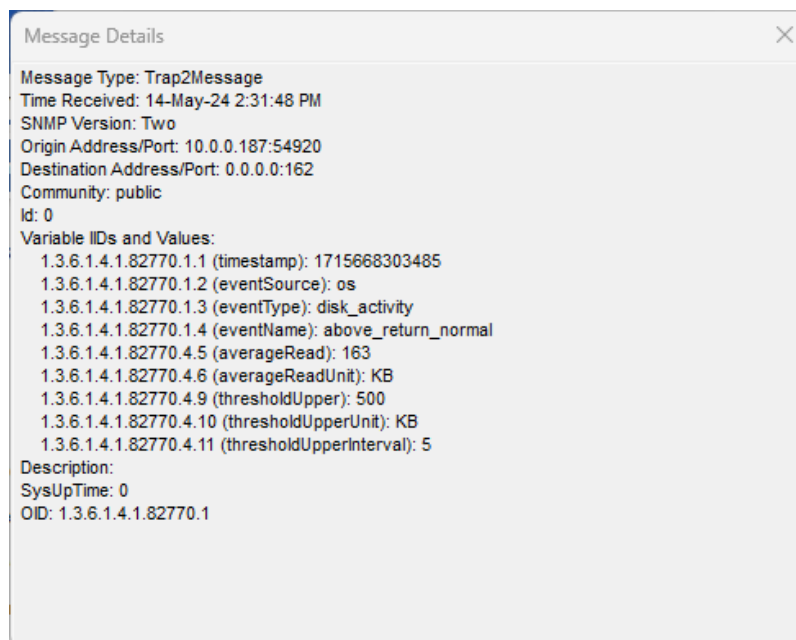 Message Details
Message Type: Trap2Message
Time Received: 14-May-24 2:31:48 PM
SNMP Version: Two
Origin Address/Port: 10.0.0.187:54920
Destination Address/Port: 0.0.0.0:162
Community: public
Id: 0
Variable IIDs and Values:
1.3.6.1.4.1.82770.1.1 (timestamp): 1715668303485
1.3.6.1.4.1.82770.1.2 (eventSource): os
1.3.6.1.4.1.82770.1.3 (eventType): disk_activity
1.3.6.1.4.1.82770.1.4 (eventName): above_return_normal
1.3.6.1.4.1.82770.4.5 (averageRead): 163
1.3.6.1.4.1.82770.4.6 (averageReadUnit): KB
1.3.6.1.4.1.82770.4.9 (thresholdUpper): 500
1.3.6.1.4.1.82770.4.10 (thresholdUpperUnit): KB
1.3.6.1.4.1.82770.4.11 (thresholdUpperInterval): 5
Description:
SysUpTime: 0
OID: 1.3.6.1.4.1.82770.1